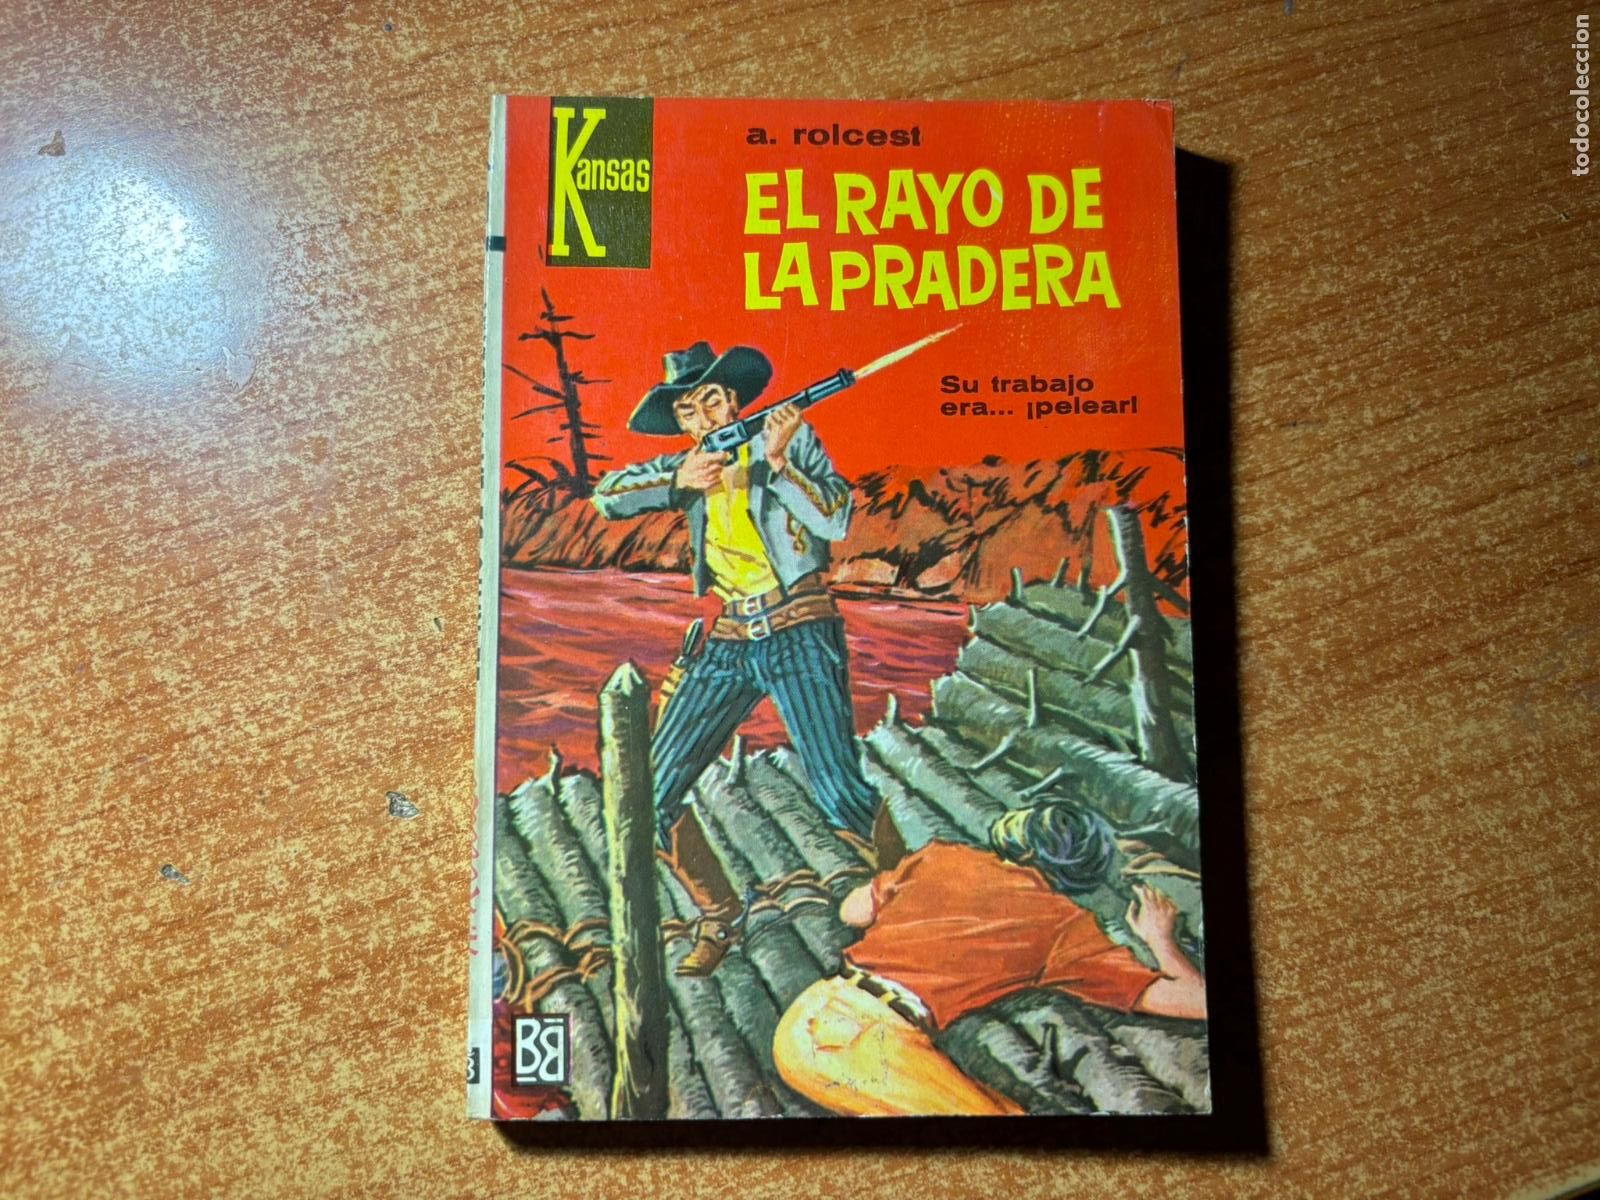 Kansas
a. rolcest
EL RAYO DE
LA PRADERA
Su trabajo
era... ¡pelear!
BB
todocoleccion